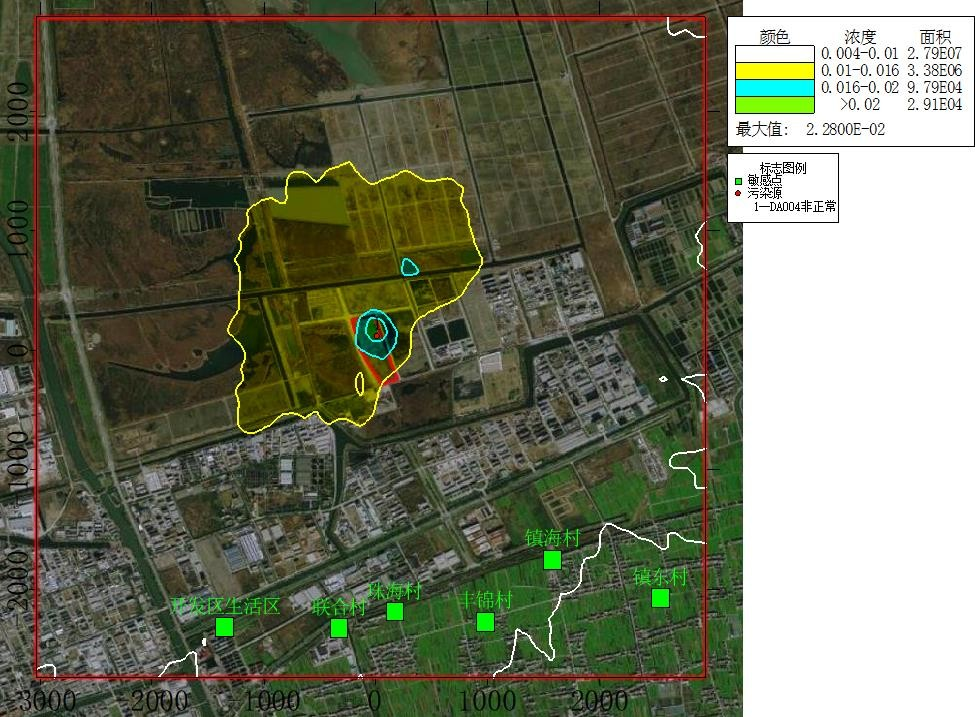 颜色 浓度 面积
0.004-0.01 2.79E07
0.01-0.016 3.38E06
0.016-0.02 9.79E04
>0.02 2.91E04
最大值: 2.2800E-02
标志图例
敏感点
污染源
1--DA004非正常
2000
1000
0
-1000
-2000
镇海村
镇东村
珠海村
丰锦村
开发区生活区
联合村
-3000 -2000 -1000 0 1000 2000